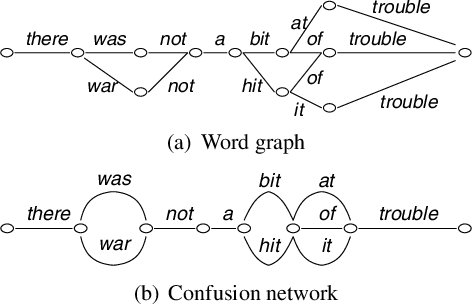 at trouble
there was not a bit of trouble
war not hit of
it trouble
(a) Word graph
was bit at
there not a of trouble
war hit it
(b) Confusion network